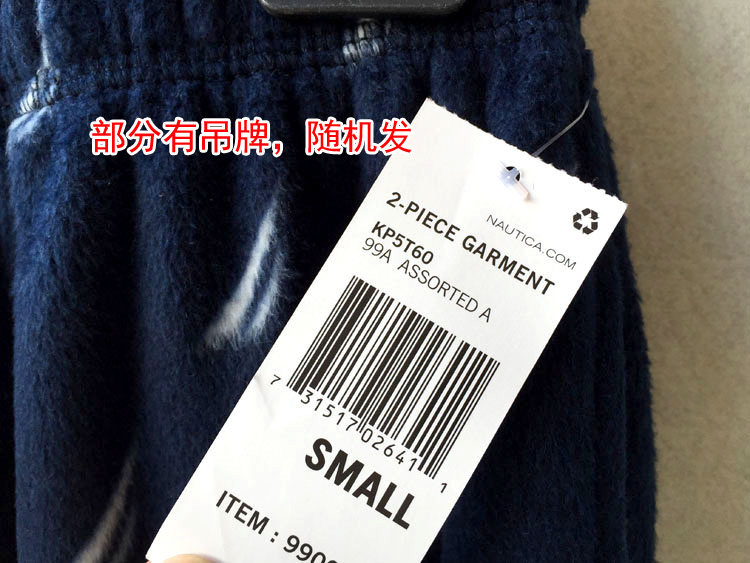 部分有吊牌，随机发
NAUTICA.COM
2-PIECE GARMENT
KP5T60
99A ASSORTED A
7 31517 02641 1
SMALL
ITEM : 990